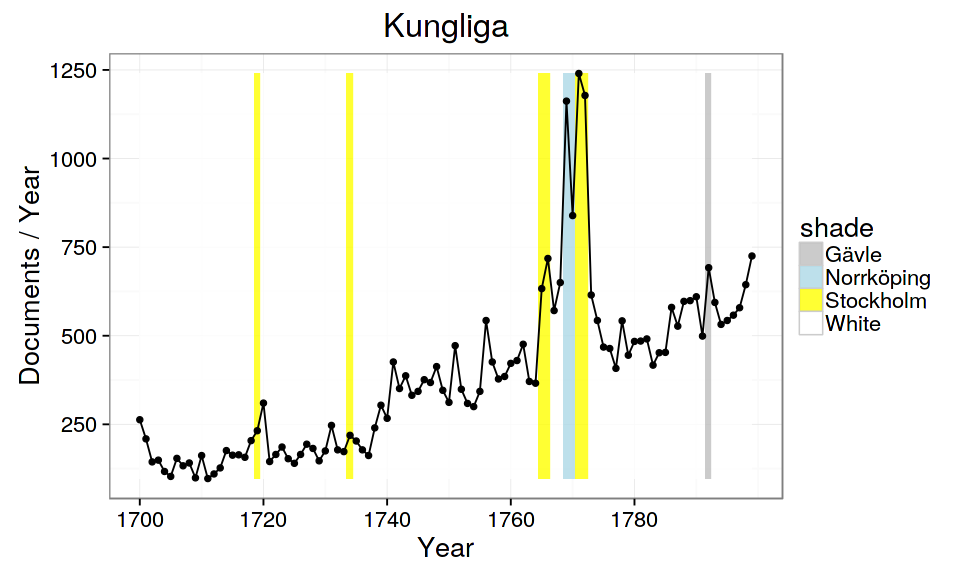 Kungliga
Documents / Year
1250
1000
750
500
250
1700 1720 1740 1760 1780
Year
shade
Gävle
Norrköping
Stockholm
White